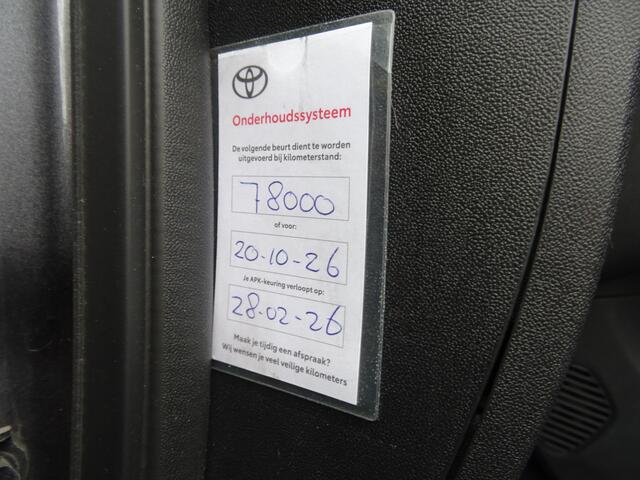 Onderhoudssysteem
De volgende beurt dient te worden
uitgevoerd bij kilometerstand:
78000
of voor:
20-10-26
Je APK-keuring verloopt op:
28-02-26
Maak je tijdig een afspraak?
Wij wensen je veel veilige kilometers